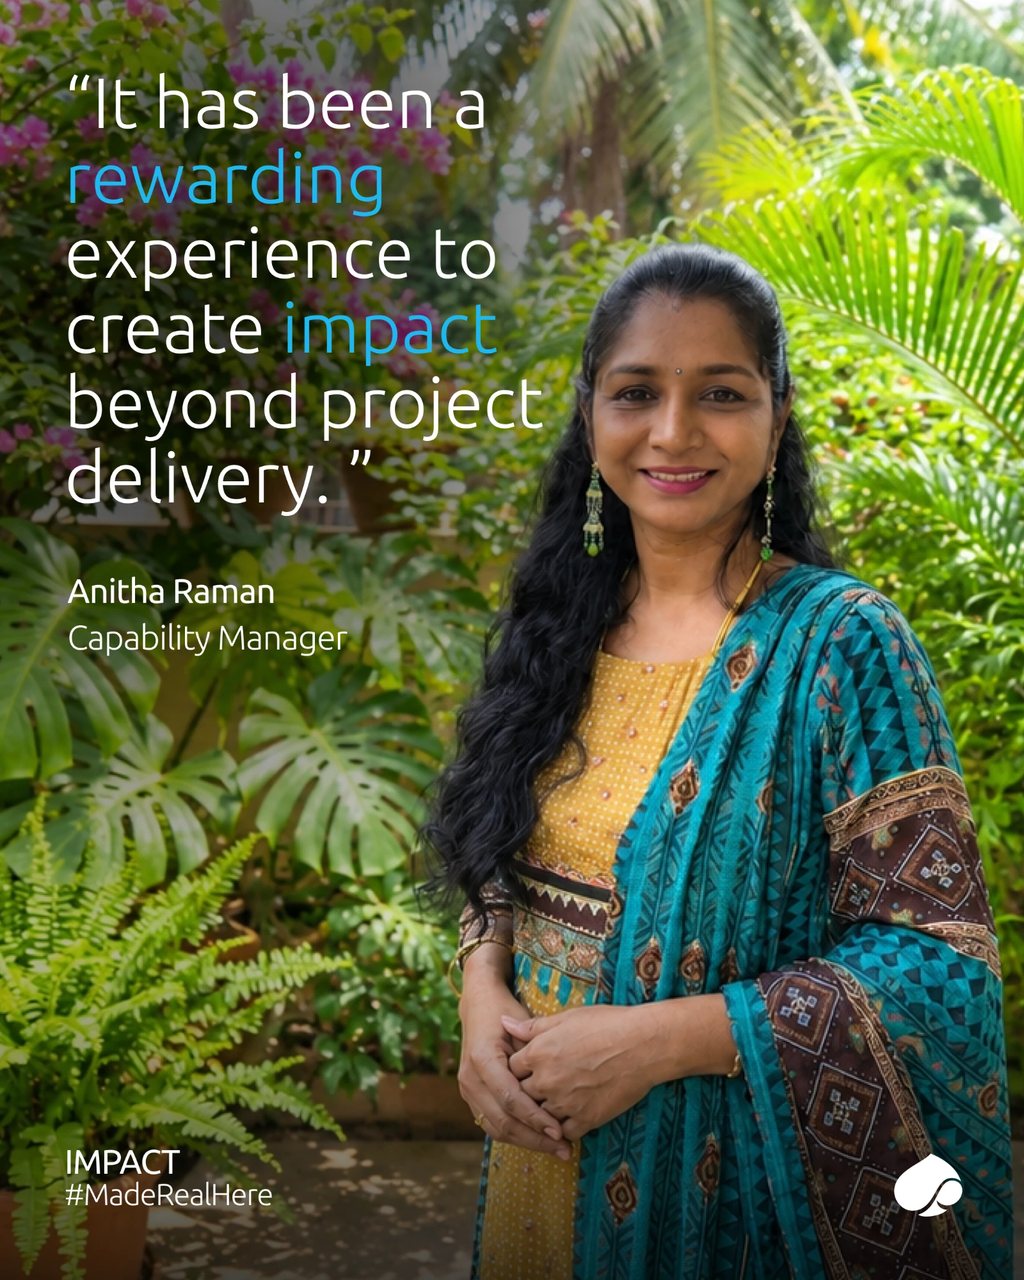 “It has been a
rewarding
experience to
create impact
beyond project
delivery. ”
Anitha Raman
Capability Manager
IMPACT
#MadeRealHere